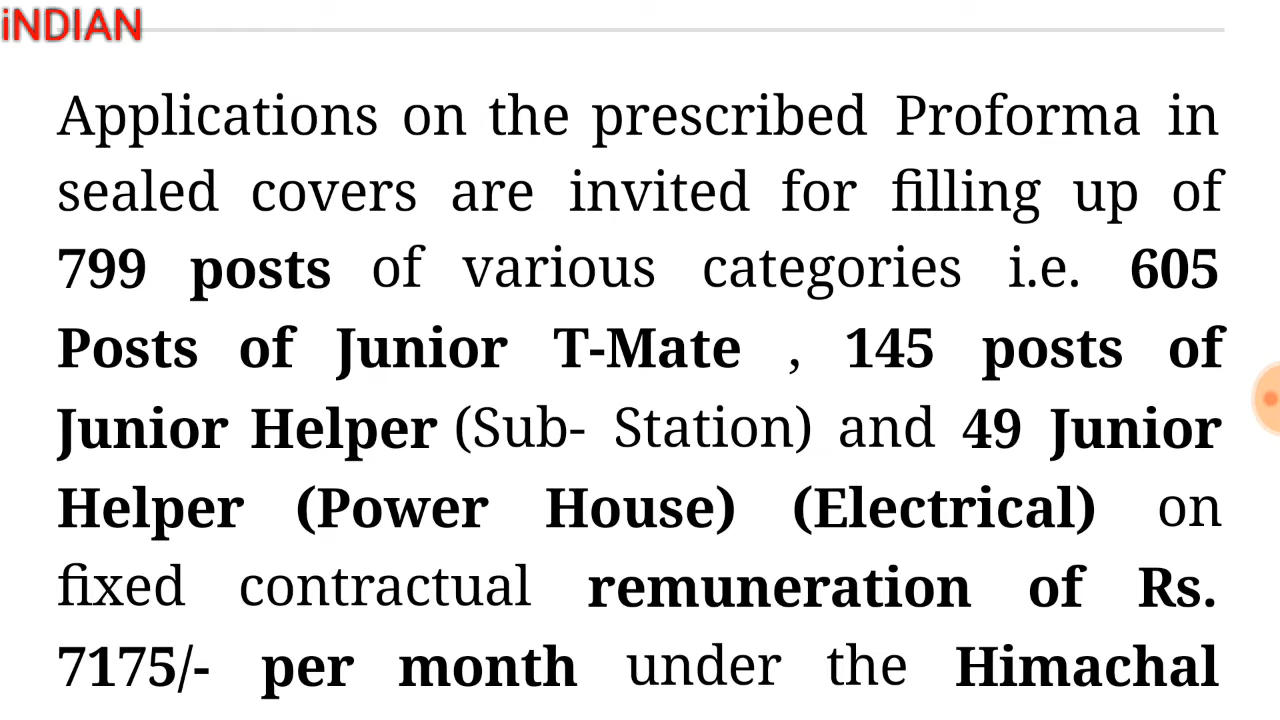 iNDIAN
Applications on the prescribed Proforma in
sealed covers are invited for filling up of
799 posts of various categories i.e. 605
Posts of Junior T-Mate , 145 posts of
Junior Helper (Sub- Station) and 49 Junior
Helper (Power House) (Electrical) on
fixed contractual remuneration of Rs.
7175/- per month under the Himachal